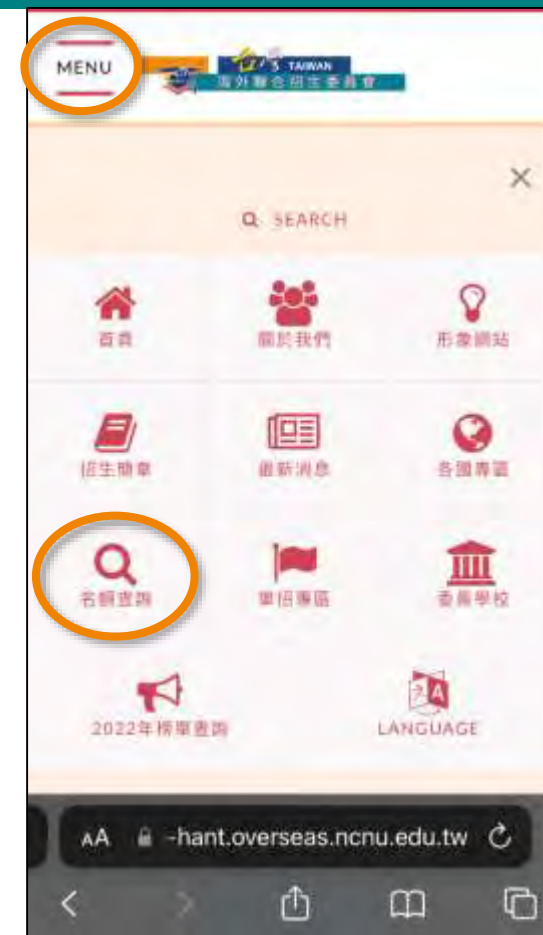 MENU
TAIWAN
海外聯合招生委員會
SEARCH
首頁
關於我們
形象網站
招生簡章
最新消息
各國專區
名額查詢
單招專區
委員學校
2022年榜單查詢
LANGUAGE
AA -hant.overseas.ncnu.edu.tw